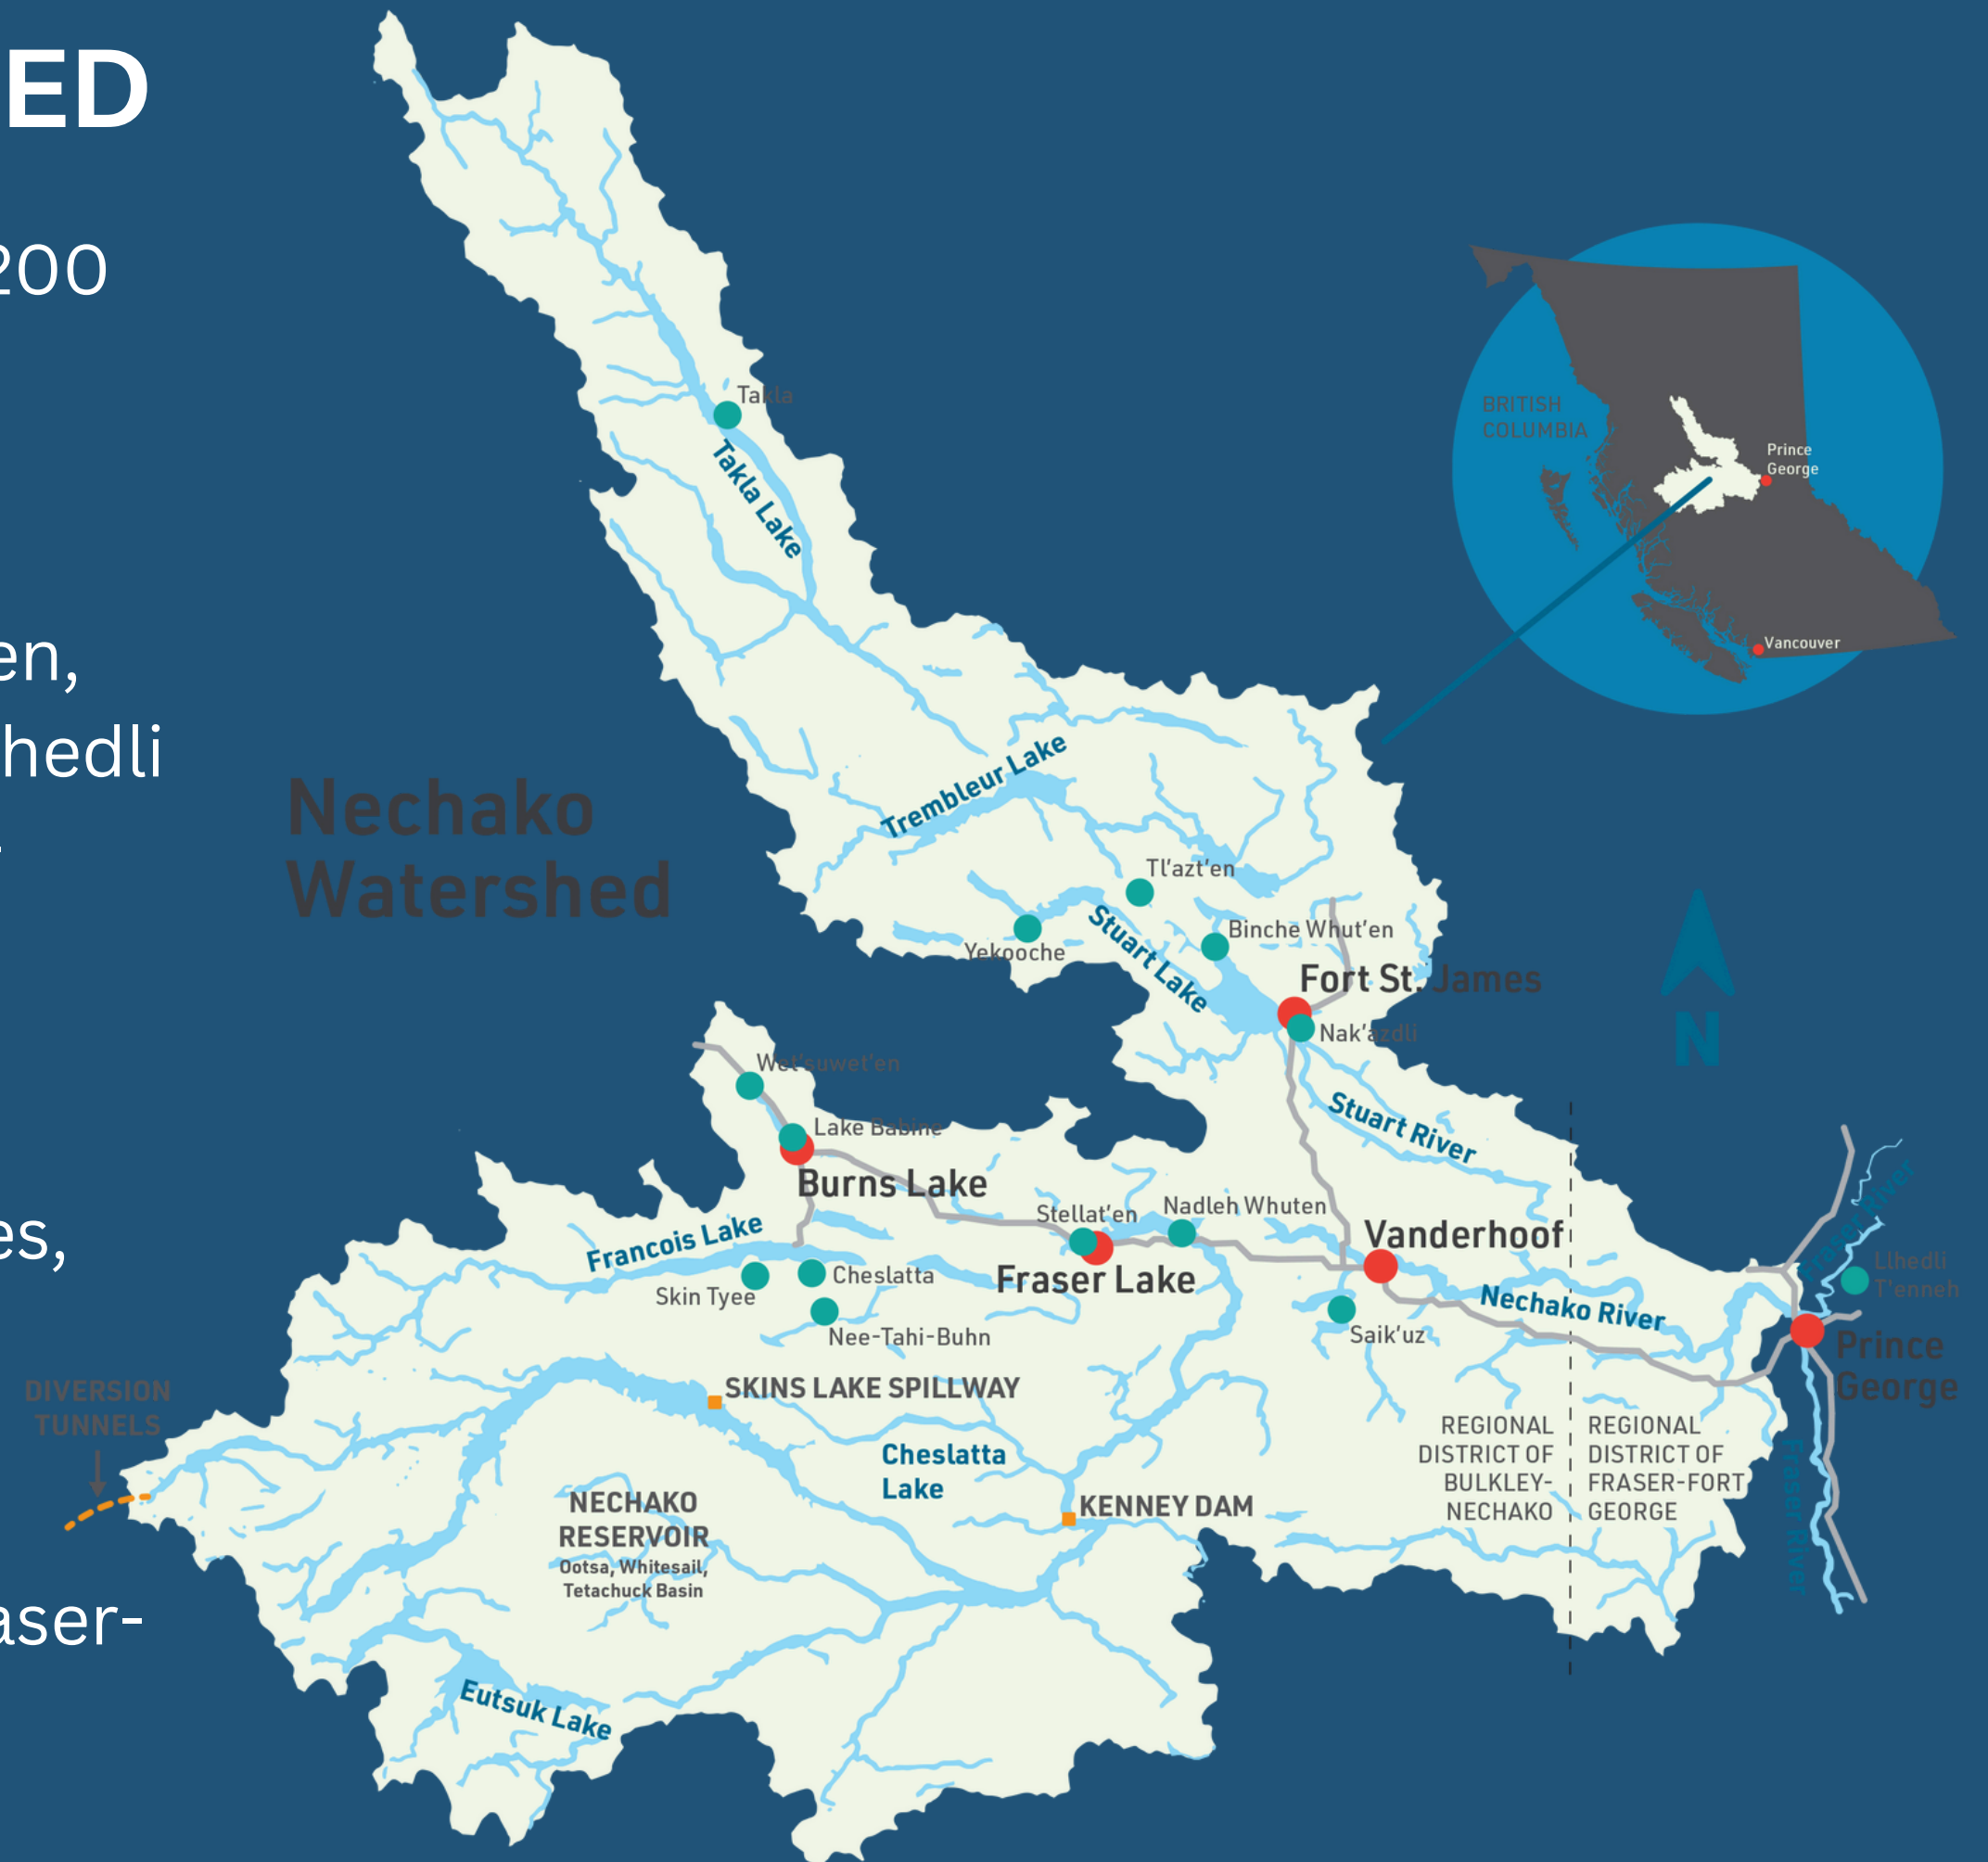 ED
200
en,
hedli
es,
aser-
Nechako
Watershed
BRITISH
COLUMBIA
Prince
George
Vancouver
Takla
Takla Lake
Trembleur Lake
Tl'azt'en
Stuart Lake
Binche Whut'en
Yekooche
Fort St. James
Nak'azdli
N
Wet'suwet'en
Lake Babine
Burns Lake
Stuart River
Stellat'en
Nadleh Whuten
Vanderhoof
Francois Lake
Skin Tyee
Cheslatta
Fraser Lake
Nee-Tahi-Buhn
Saik'uz
Nechako River
Fraser River
Llhedli
T'enneh
Prince
George
DIVERSION
TUNNELS
SKINS LAKE SPILLWAY
Cheslatta
Lake
NECHAKO
RESERVOIR
Ootsa, Whitesail,
Tetachuck Basin
KENNEY DAM
REGIONAL
DISTRICT OF
BULKLEY-
NECHAKO
REGIONAL
DISTRICT OF
FRASER-FORT
GEORGE
Fraser River
Eutsuk Lake